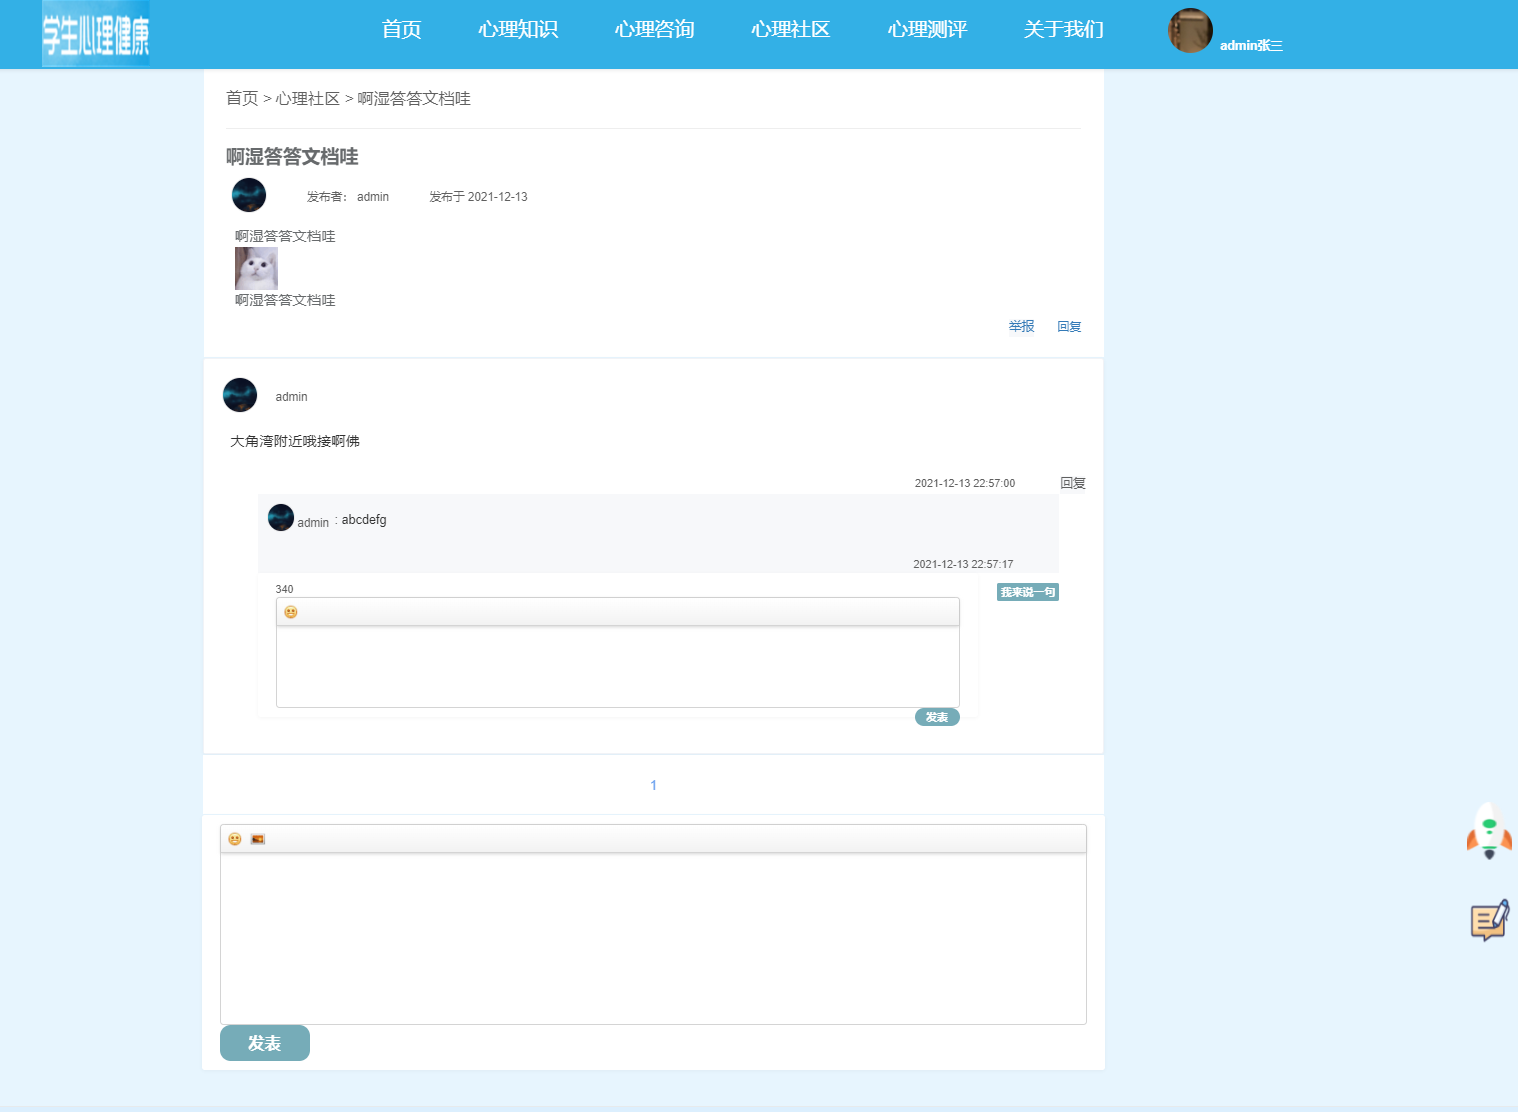 学生心理健康
首页 心理知识 心理咨询 心理社区 心理测评 关于我们 admin张三
首页 > 心理社区 > 啊湿答答文档哇
啊湿答答文档哇
发布者: admin 发布于 2021-12-13
啊湿答答文档哇
啊湿答答文档哇
举报 回复
admin
大角湾附近哦接啊佛
2021-12-13 22:57:00 回复
admin : abcdefg
2021-12-13 22:57:17
340 我来说一句
发表
1
发表